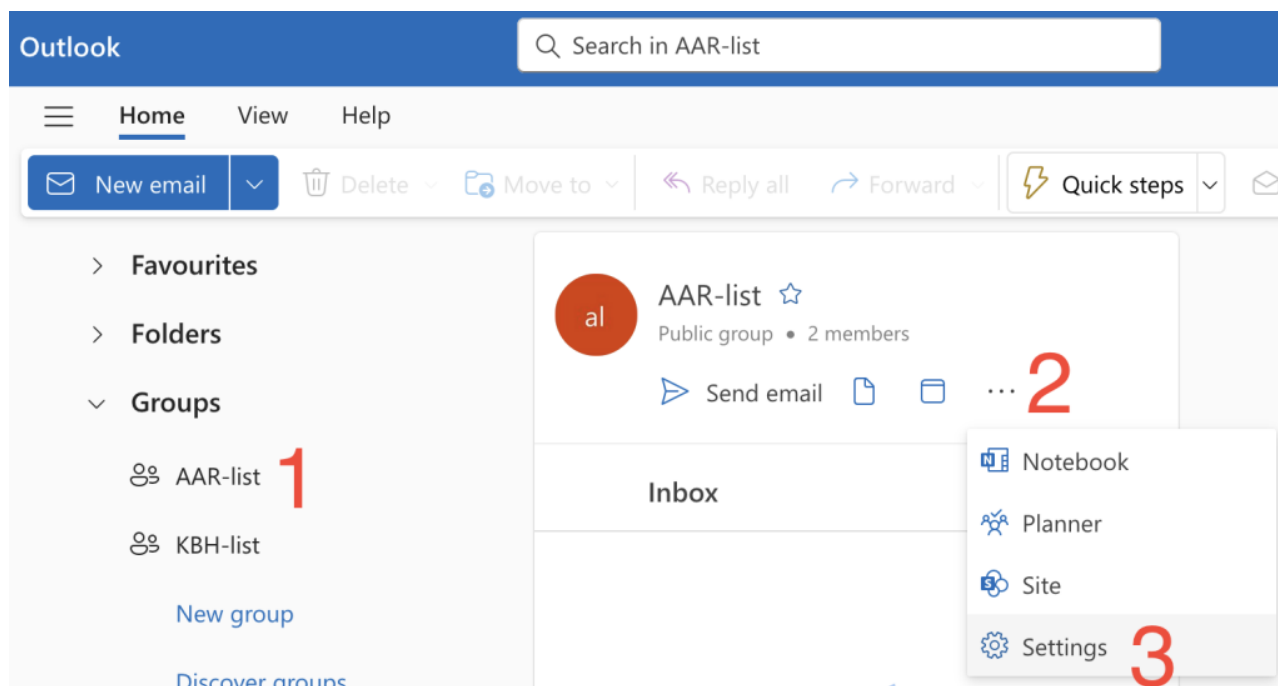 Outlook
Search in AAR-list
Home View Help
New email Delete Move to Reply all Forward Quick steps
Favourites
Folders
Groups
AAR-list 1
KBH-list
New group
Discover groups
al
AAR-list
Public group • 2 members
Send email ... 2
Inbox
Notebook
Planner
Site
Settings 3